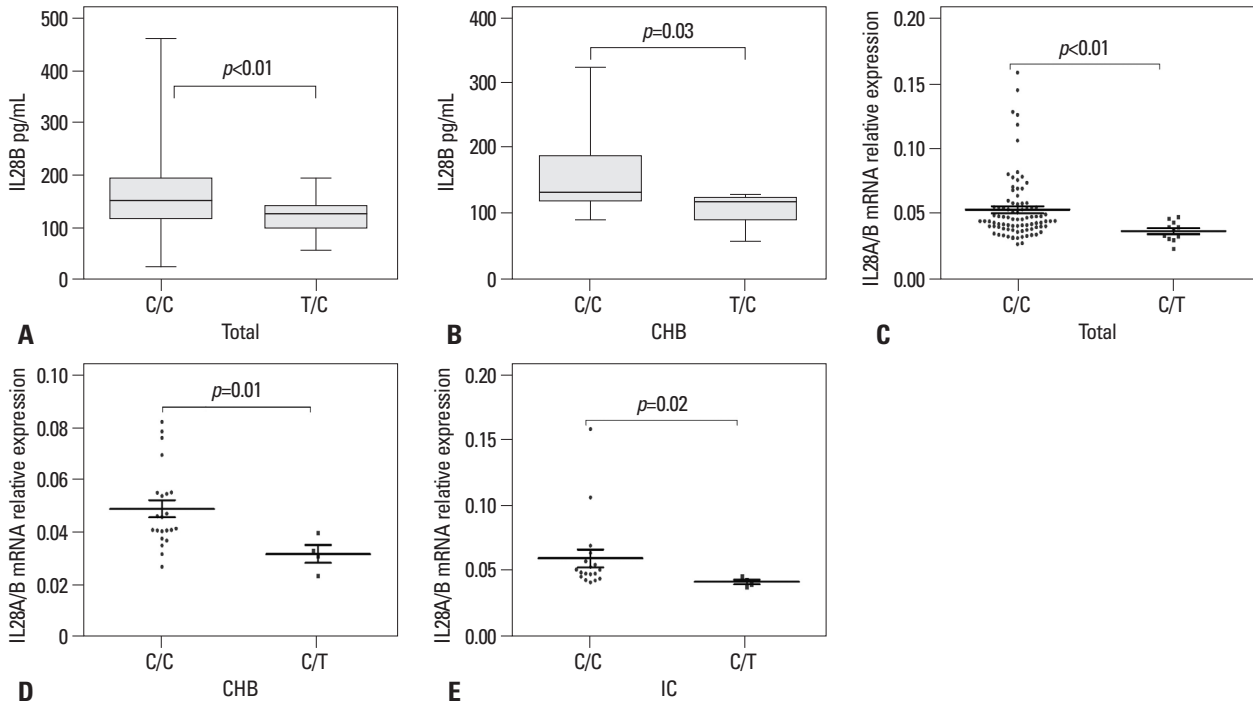 500
400
300
200
100
0
IL28B pg/mL
p<0.01
C/C T/C
Total
A
400
300
200
100
0
IL28B pg/mL
p=0.03
C/C T/C
CHB
B
0.20
0.15
0.10
0.05
0.00
IL28A/B mRNA relative expression
p<0.01
C/C C/T
Total
C
0.10
0.08
0.06
0.04
0.02
0
IL28A/B mRNA relative expression
p=0.01
C/C C/T
CHB
D
0.20
0.15
0.10
0.05
0.00
IL28A/B mRNA relative expression
p=0.02
C/C C/T
IC
E